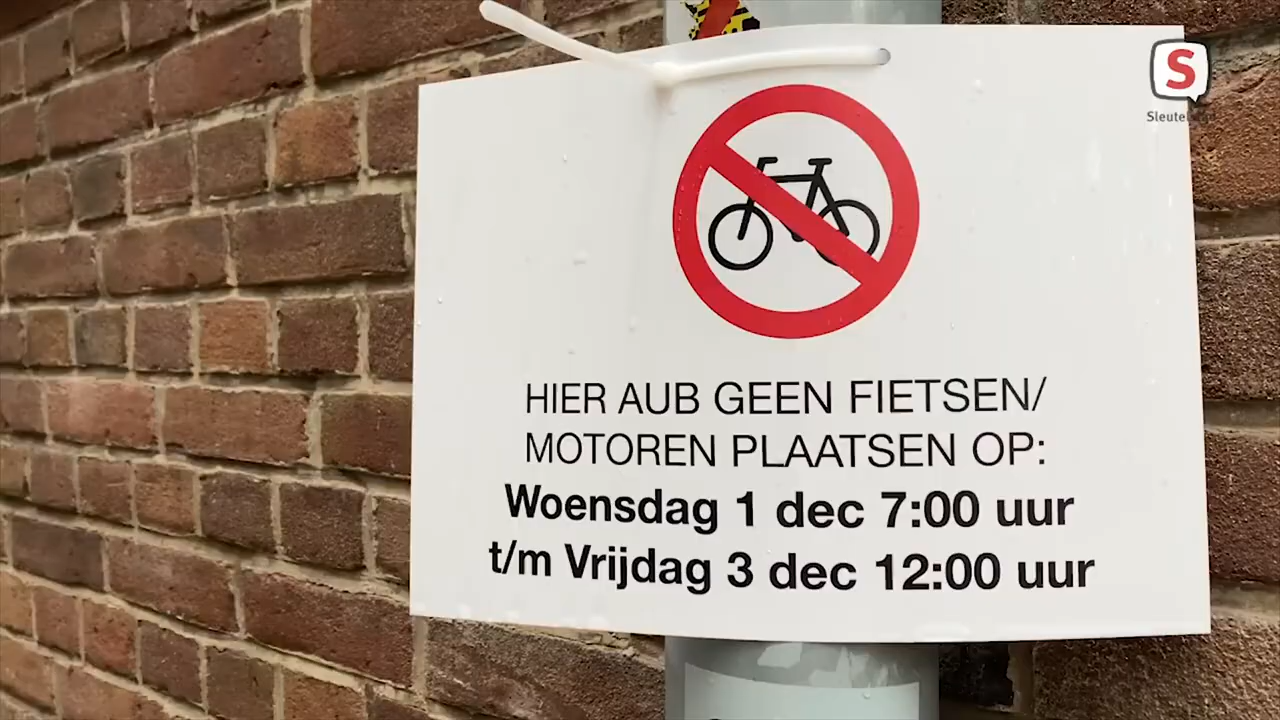 S
Sleutelstad
HIER AUB GEEN FIETSEN/
MOTOREN PLAATSEN OP:
Woensdag 1 dec 7:00 uur
t/m Vrijdag 3 dec 12:00 uur